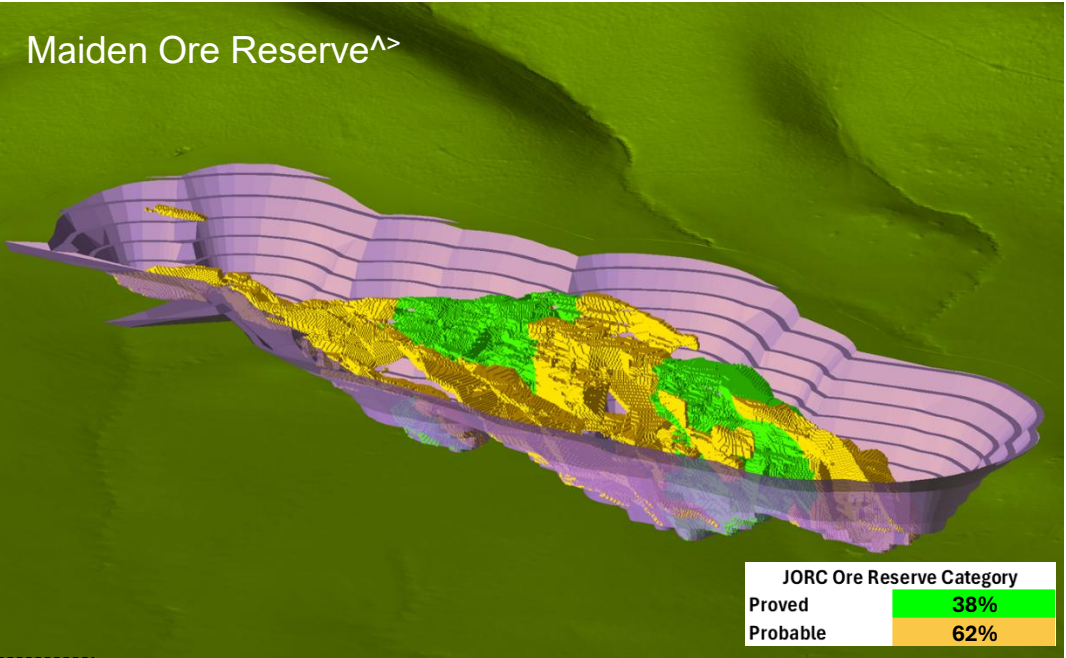 Maiden Ore Reserve^>
JORC Ore Reserve Category
Proved 38%
Probable 62%